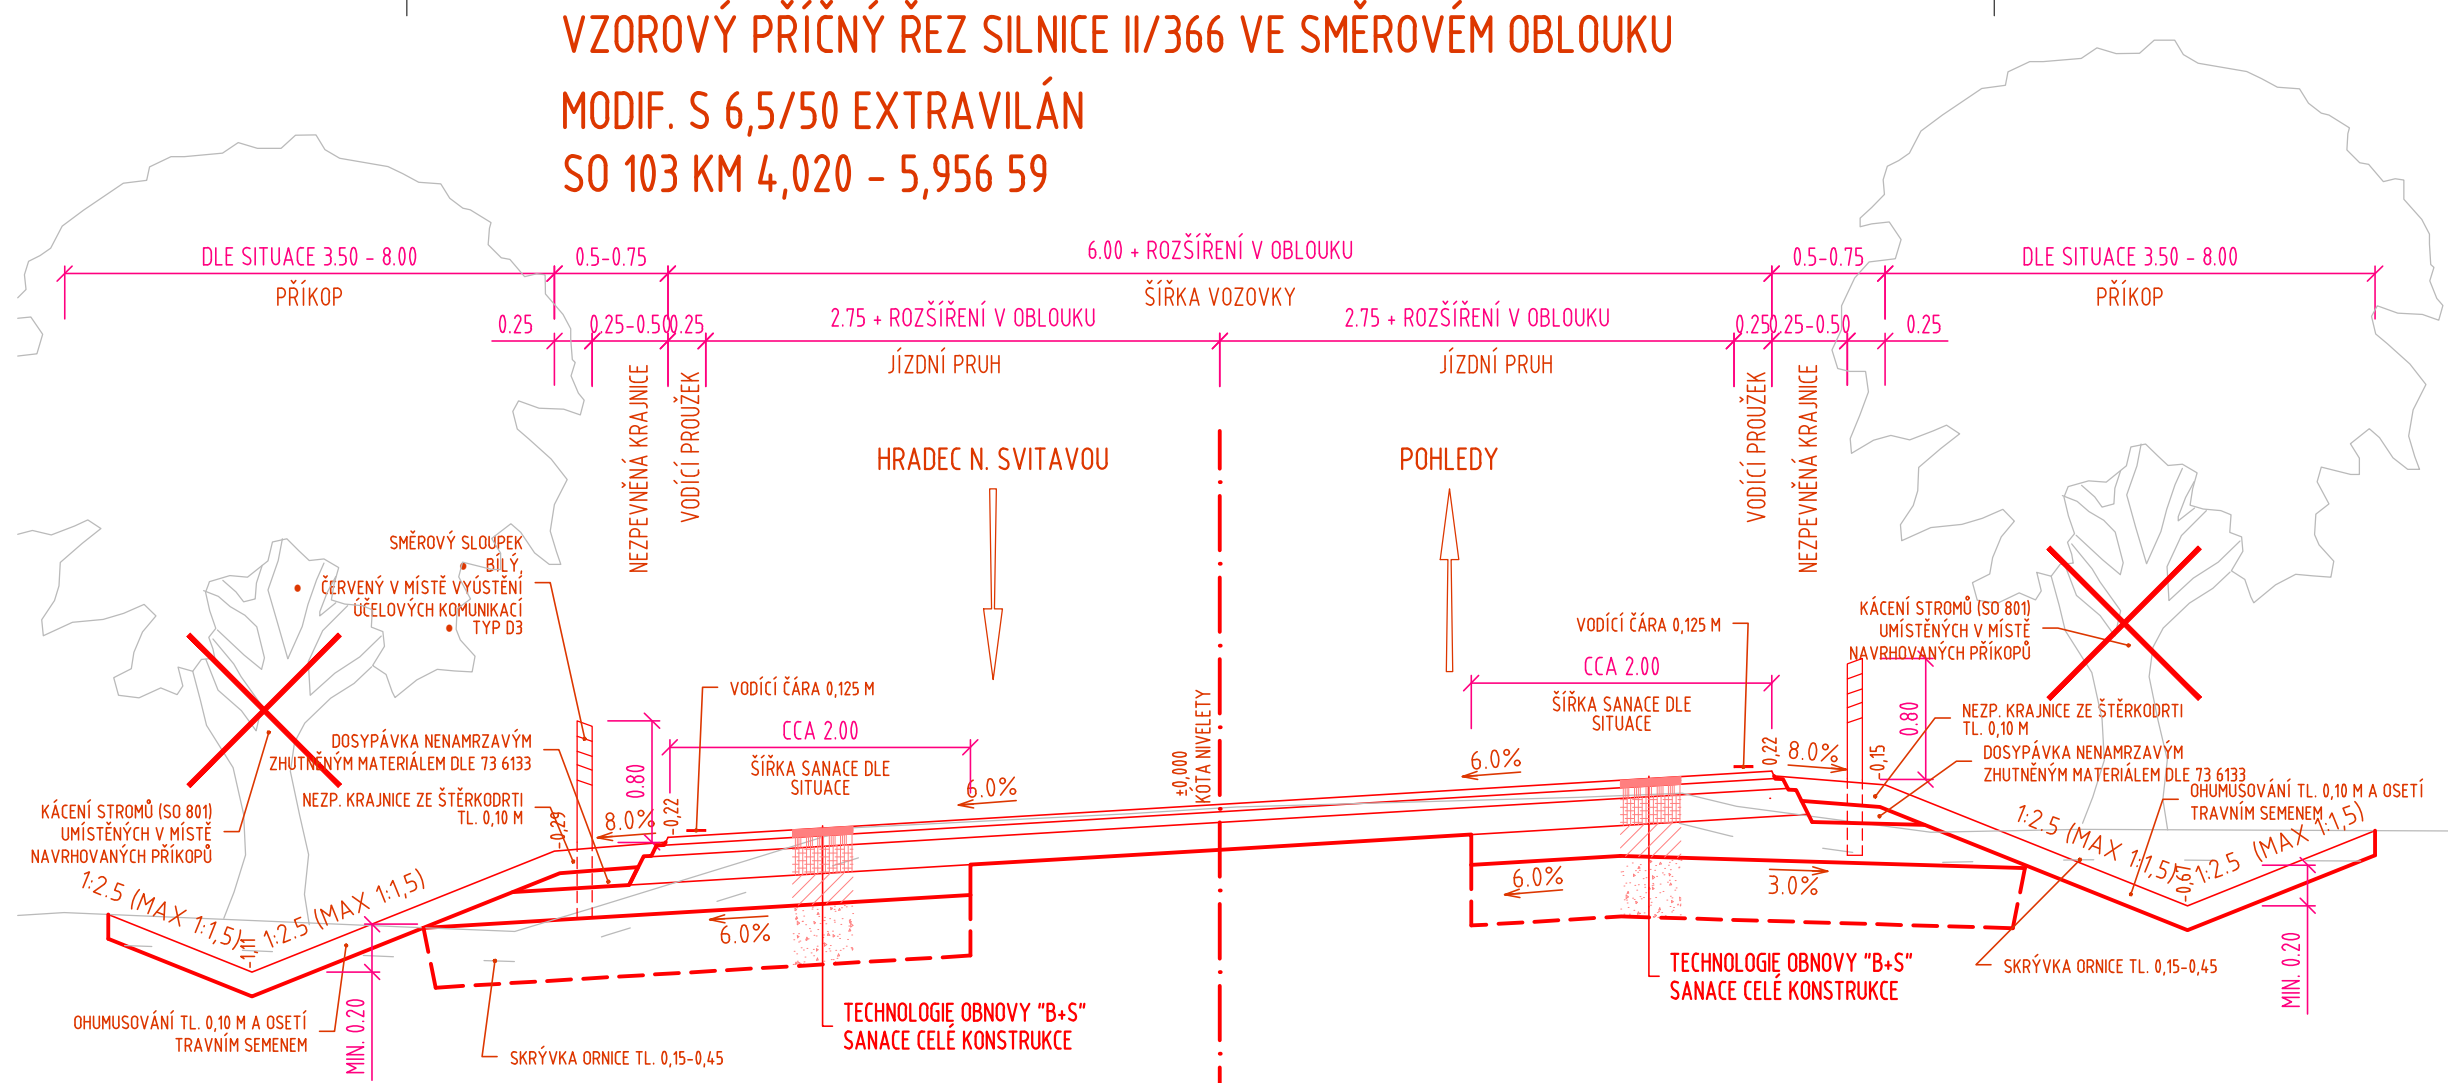 VZOROVÝ PŘÍČNÝ ŘEZ SILNICE II/366 VE SMĚROVÉM OBLOUKU
MODIF. S 6,5/50 EXTRAVILÁN
SO 103 KM 4,020 - 5,956 59
DLE SITUACE 3.50 - 8.00
0.5-0.75
6.00 + ROZŠÍŘENÍ V OBLOUKU
0.5-0.75
DLE SITUACE 3.50 - 8.00
PŘÍKOP
ŠÍŘKA VOZOVKY
PŘÍKOP
0.25
0.25-0.50
0.25
2.75 + ROZŠÍŘENÍ V OBLOUKU
2.75 + ROZŠÍŘENÍ V OBLOUKU
0.25
0.25-0.50
0.25
JÍZDNÍ PRUH
JÍZDNÍ PRUH
NEZPEVNĚNÁ KRAJNICE
VODÍCÍ PROUŽEK
VODÍCÍ PROUŽEK
NEZPEVNĚNÁ KRAJNICE
HRADEC N. SVITAVOU
POHLEDY
SMĚROVÝ SLOUPEK
BÍLÝ,
ČERVENÝ V MÍSTĚ VYÚSTĚNÍ
ÚČELOVÝCH KOMUNIKACÍ
TYP D3
VODÍCÍ ČÁRA 0,125 M
KÁCENÍ STROMŮ (SO 801)
UMÍSTĚNÝCH V MÍSTĚ
NAVRHOVANÝCH PŘÍKOPŮ
CCA 2.00
ŠÍŘKA SANACE DLE
SITUACE
VODÍCÍ ČÁRA 0,125 M
CCA 2.00
ŠÍŘKA SANACE DLE
SITUACE
±0,000
KÓTA NIVELETY
0.80
NEZP. KRAJNICE ZE ŠTĚRKODRTI
TL. 0,10 M
DOSYPÁVKA NENAMRZAVÝM
ZHUTNĚNÝM MATERIÁLEM DLE 73 6133
DOSYPÁVKA NENAMRZAVÝM
ZHUTNĚNÝM MATERIÁLEM DLE 73 6133
0.80
6.0%
6.0%
-0,22
8.0%
-0,15
OHUMUSOVÁNÍ TL. 0,10 M A OSETÍ
TRAVNÍM SEMENEM
NEZP. KRAJNICE ZE ŠTĚRKODRTI
TL. 0,10 M
KÁCENÍ STROMŮ (SO 801)
UMÍSTĚNÝCH V MÍSTĚ
NAVRHOVANÝCH PŘÍKOPŮ
-0,29
8.0%
-0,22
1:2.5 (MAX 1:1,5)
1:2.5 (MAX 1:1,5)
1:2.5 (MAX 1:1,5)
-0,61
1:2.5 (MAX 1:1,5)
-1,11
6.0%
6.0%
3.0%
TECHNOLOGIE OBNOVY "B+S"
SANACE CELÉ KONSTRUKCE
SKRÝVKA ORNICE TL. 0,15-0,45
MIN. 0.20
TECHNOLOGIE OBNOVY "B+S"
SANACE CELÉ KONSTRUKCE
OHUMUSOVÁNÍ TL. 0,10 M A OSETÍ
TRAVNÍM SEMENEM
MIN. 0.20
SKRÝVKA ORNICE TL. 0,15-0,45